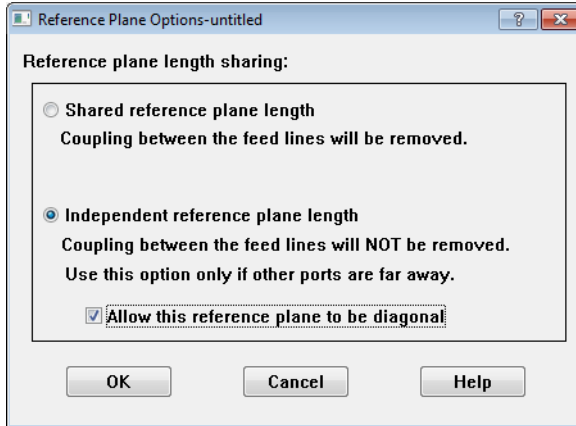 Reference Plane Options-untitled
Reference plane length sharing:
Shared reference plane length
Coupling between the feed lines will be removed.
Independent reference plane length
Coupling between the feed lines will NOT be removed.
Use this option only if other ports are far away.
Allow this reference plane to be diagonal
OK Cancel Help